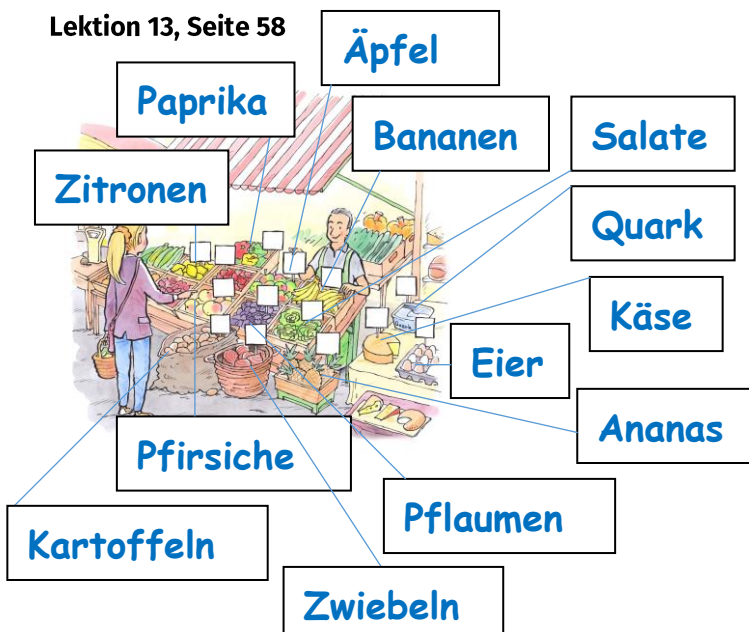 Lektion 13, Seite 58
Äpfel
Paprika
Bananen
Salate
Zitronen
Quark
Käse
Eier
Ananas
Pfirsiche
Pflaumen
Kartoffeln
Zwiebeln